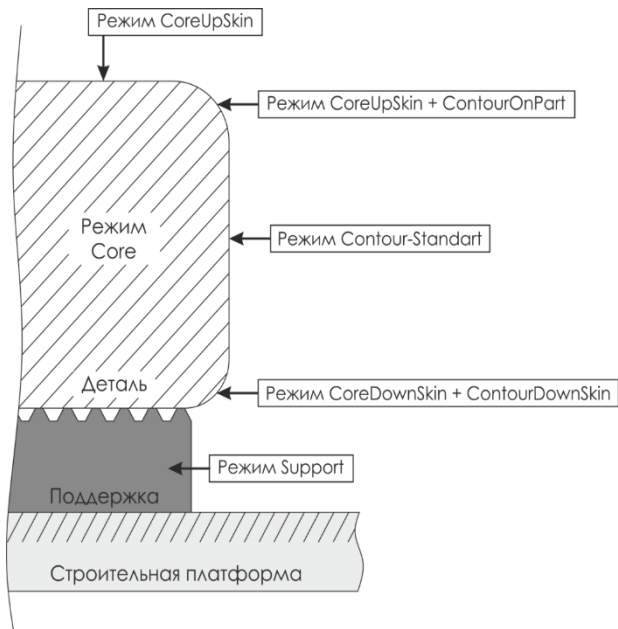 Режим CoreUpSkin
Режим CoreUpSkin + ContourOnPart
Режим
Core
Режим Contour-Standart
Деталь
Режим CoreDownSkin + ContourDownSkin
Режим Support
Поддержка
Строительная платформа